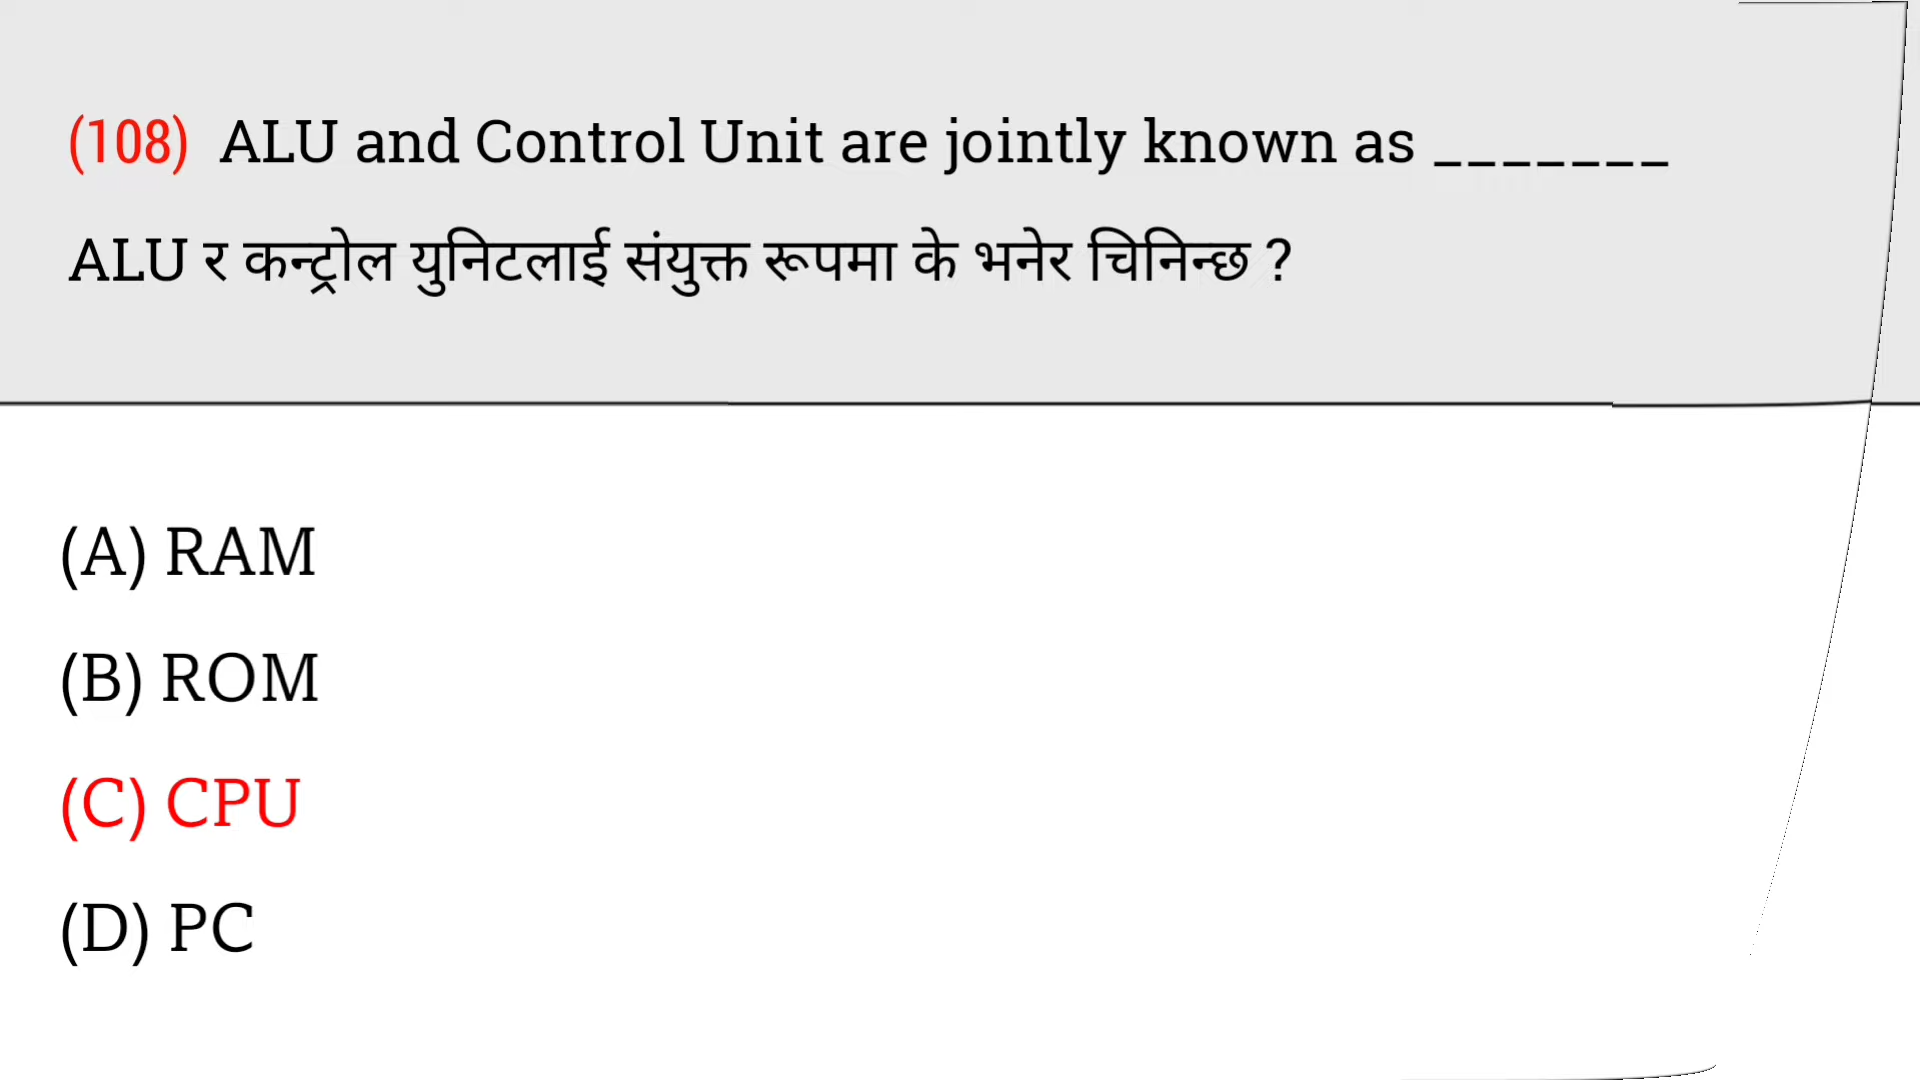 (108) ALU and Control Unit are jointly known as _______
ALU र कन्ट्रोल युनिटलाई संयुक्त रूपमा के भनेर चिनिन्छ ?
(A) RAM
(B) ROM
(C) CPU
(D) PC